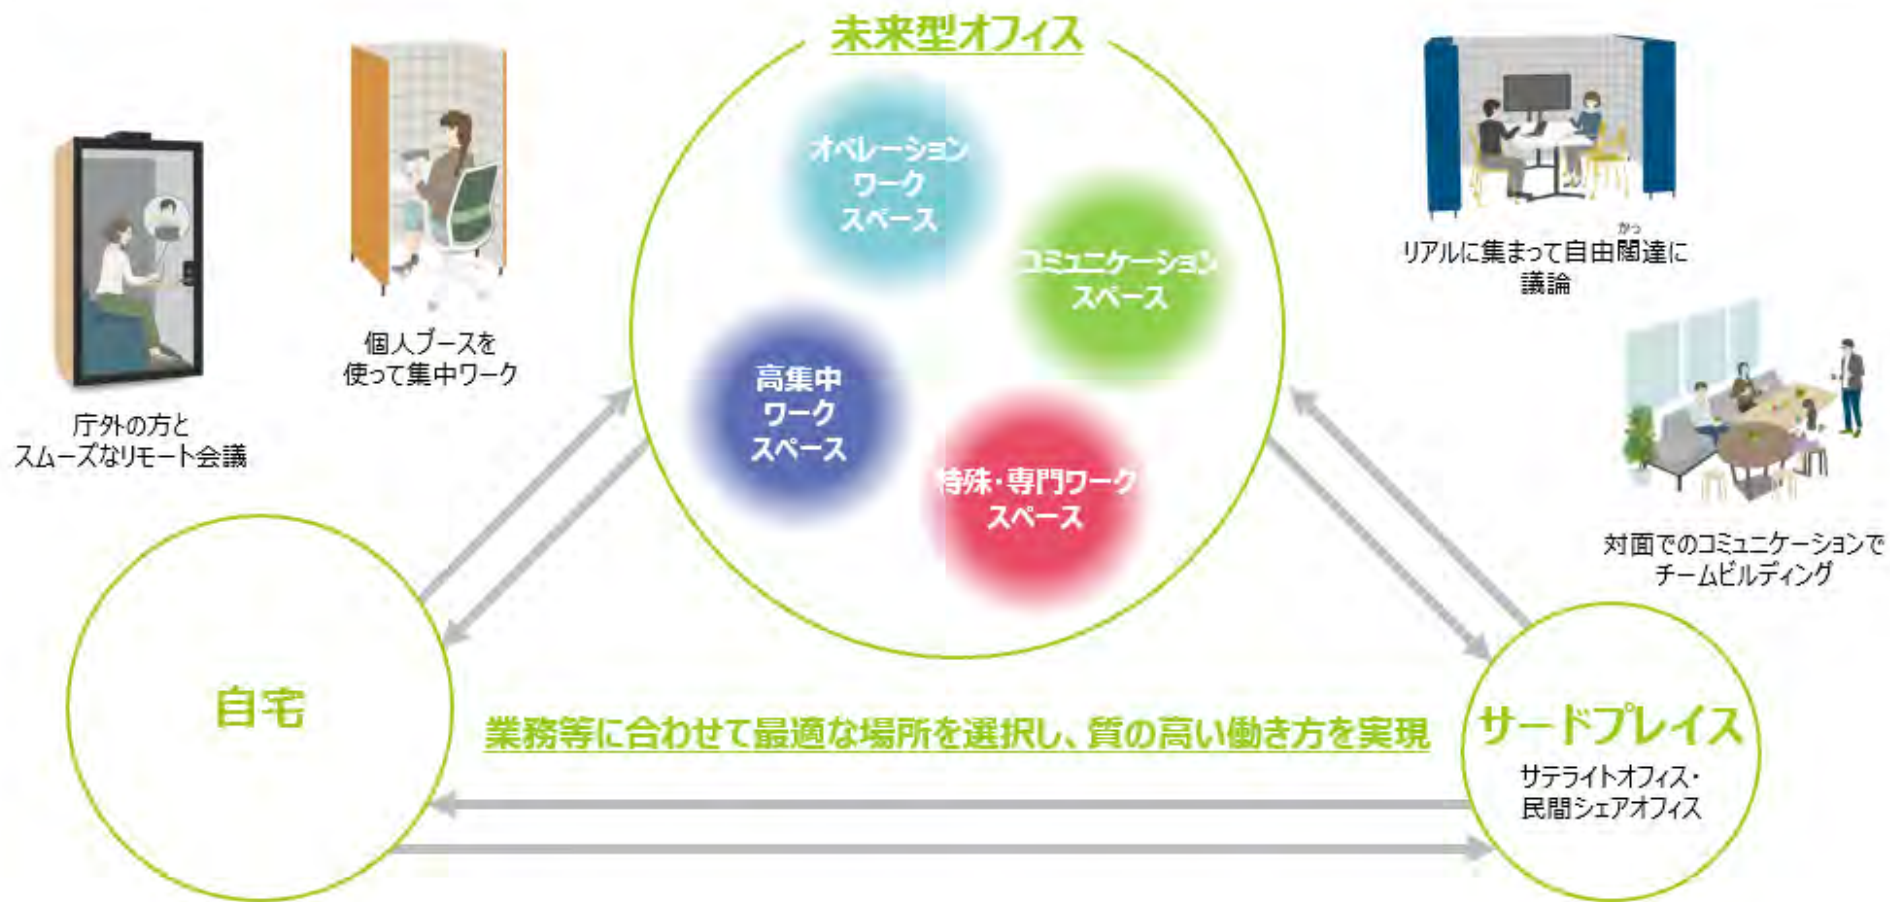 未来型オフィス
オペレーション
ワーク
スペース
コミュニケーション
スペース
高集中
ワーク
スペース
特殊・専門ワーク
スペース
庁外の方と
スムーズなリモート会議
個人ブースを
使って集中ワーク
かっ
リアルに集まって自由闊達に
議論
対面でのコミュニケーションで
チームビルディング
自宅
業務等に合わせて最適な場所を選択し、質の高い働き方を実現
サードプレイス
サテライトオフィス・
民間シェアオフィス